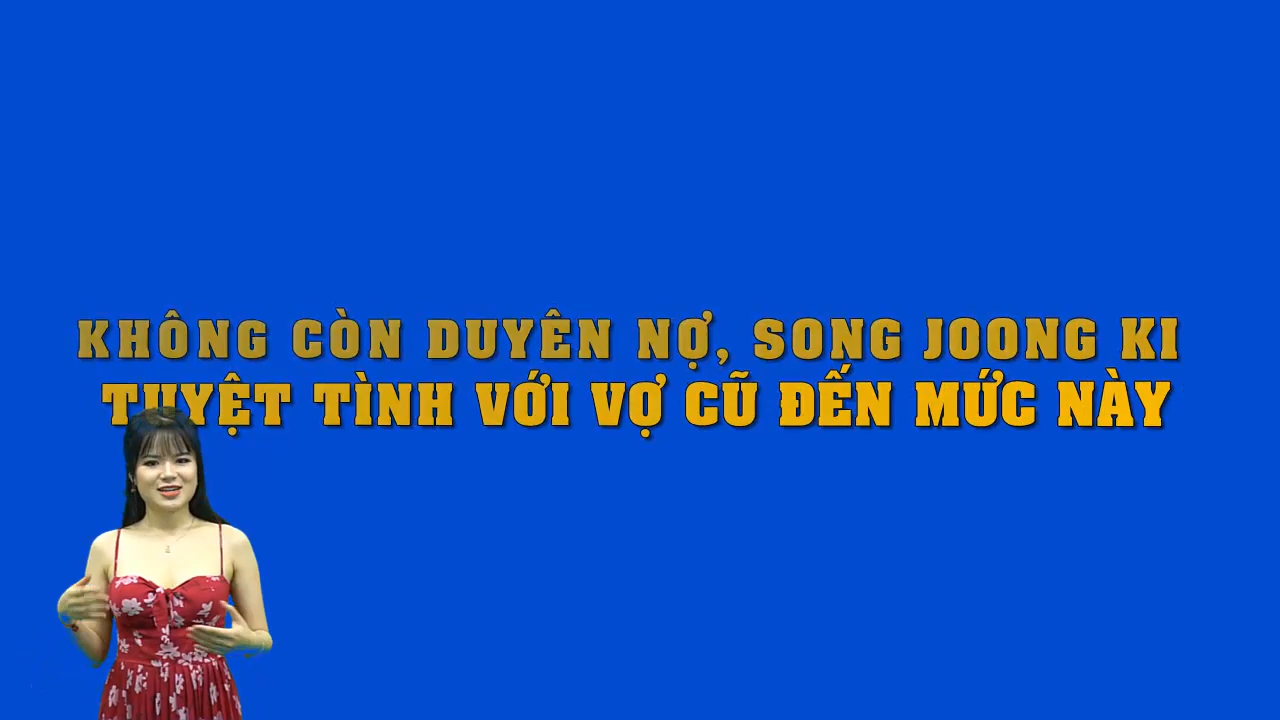 KHÔNG CÒN DUYÊN NỢ, SONG JOONG KI
TUYỆT TÌNH VỚI VỢ CŨ ĐẾN MỨC NÀY